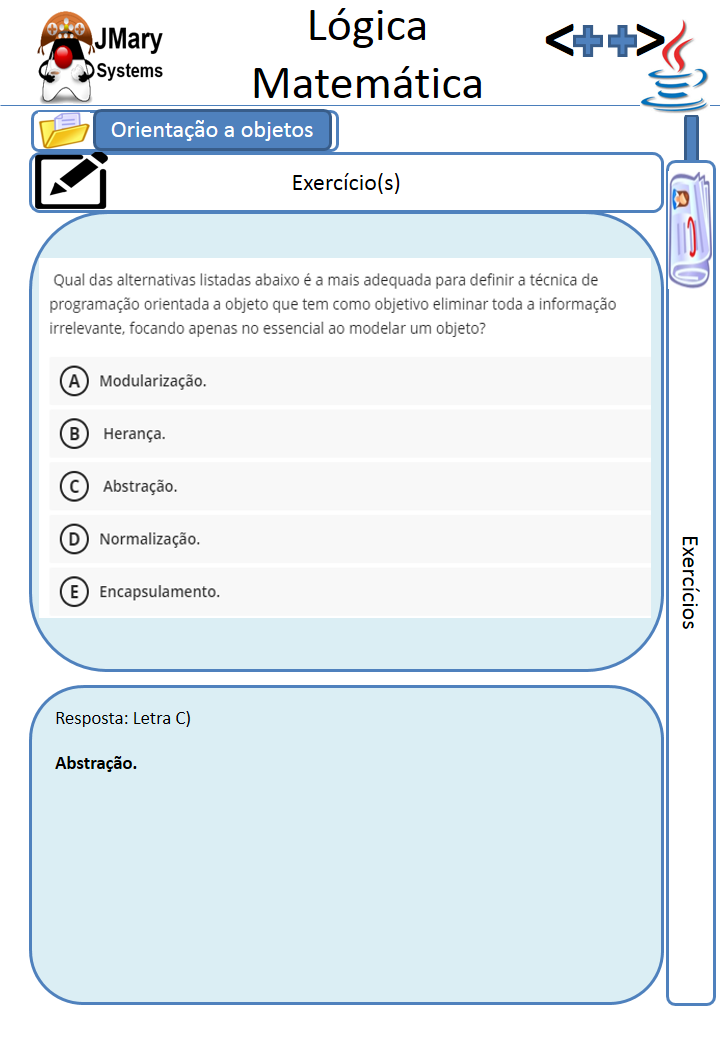 JMary
Systems
Lógica
Matemática
<++>
Orientação a objetos
Exercício(s)
Qual das alternativas listadas abaixo é a mais adequada para definir a técnica de
programação orientada a objeto que tem como objetivo eliminar toda a informação
irrelevante, focando apenas no essencial ao modelar um objeto?
A Modularização.
B Herança.
C Abstração.
D Normalização.
E Encapsulamento.
Resposta: Letra C)
Abstração.
Exercícios